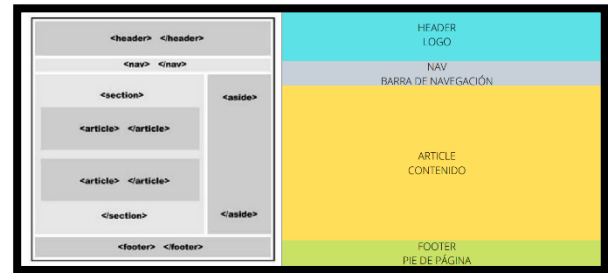 <header> </header>
<nav> </nav>
<section>
<aside>
<article> </article>
<article> </article>
</section>
</aside>
<footer> </footer>
HEADER
LOGO
NAV
BARRA DE NAVEGACIÓN
ARTICLE
CONTENIDO
FOOTER
PIE DE PÁGINA